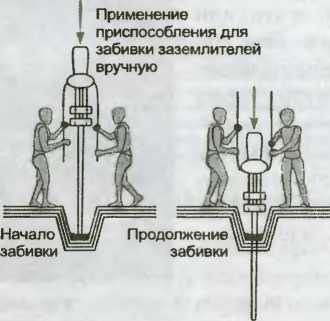 Применение
приспособления для
забивки заземлителей
вручную
Начало
забивки
Продолжение
забивки